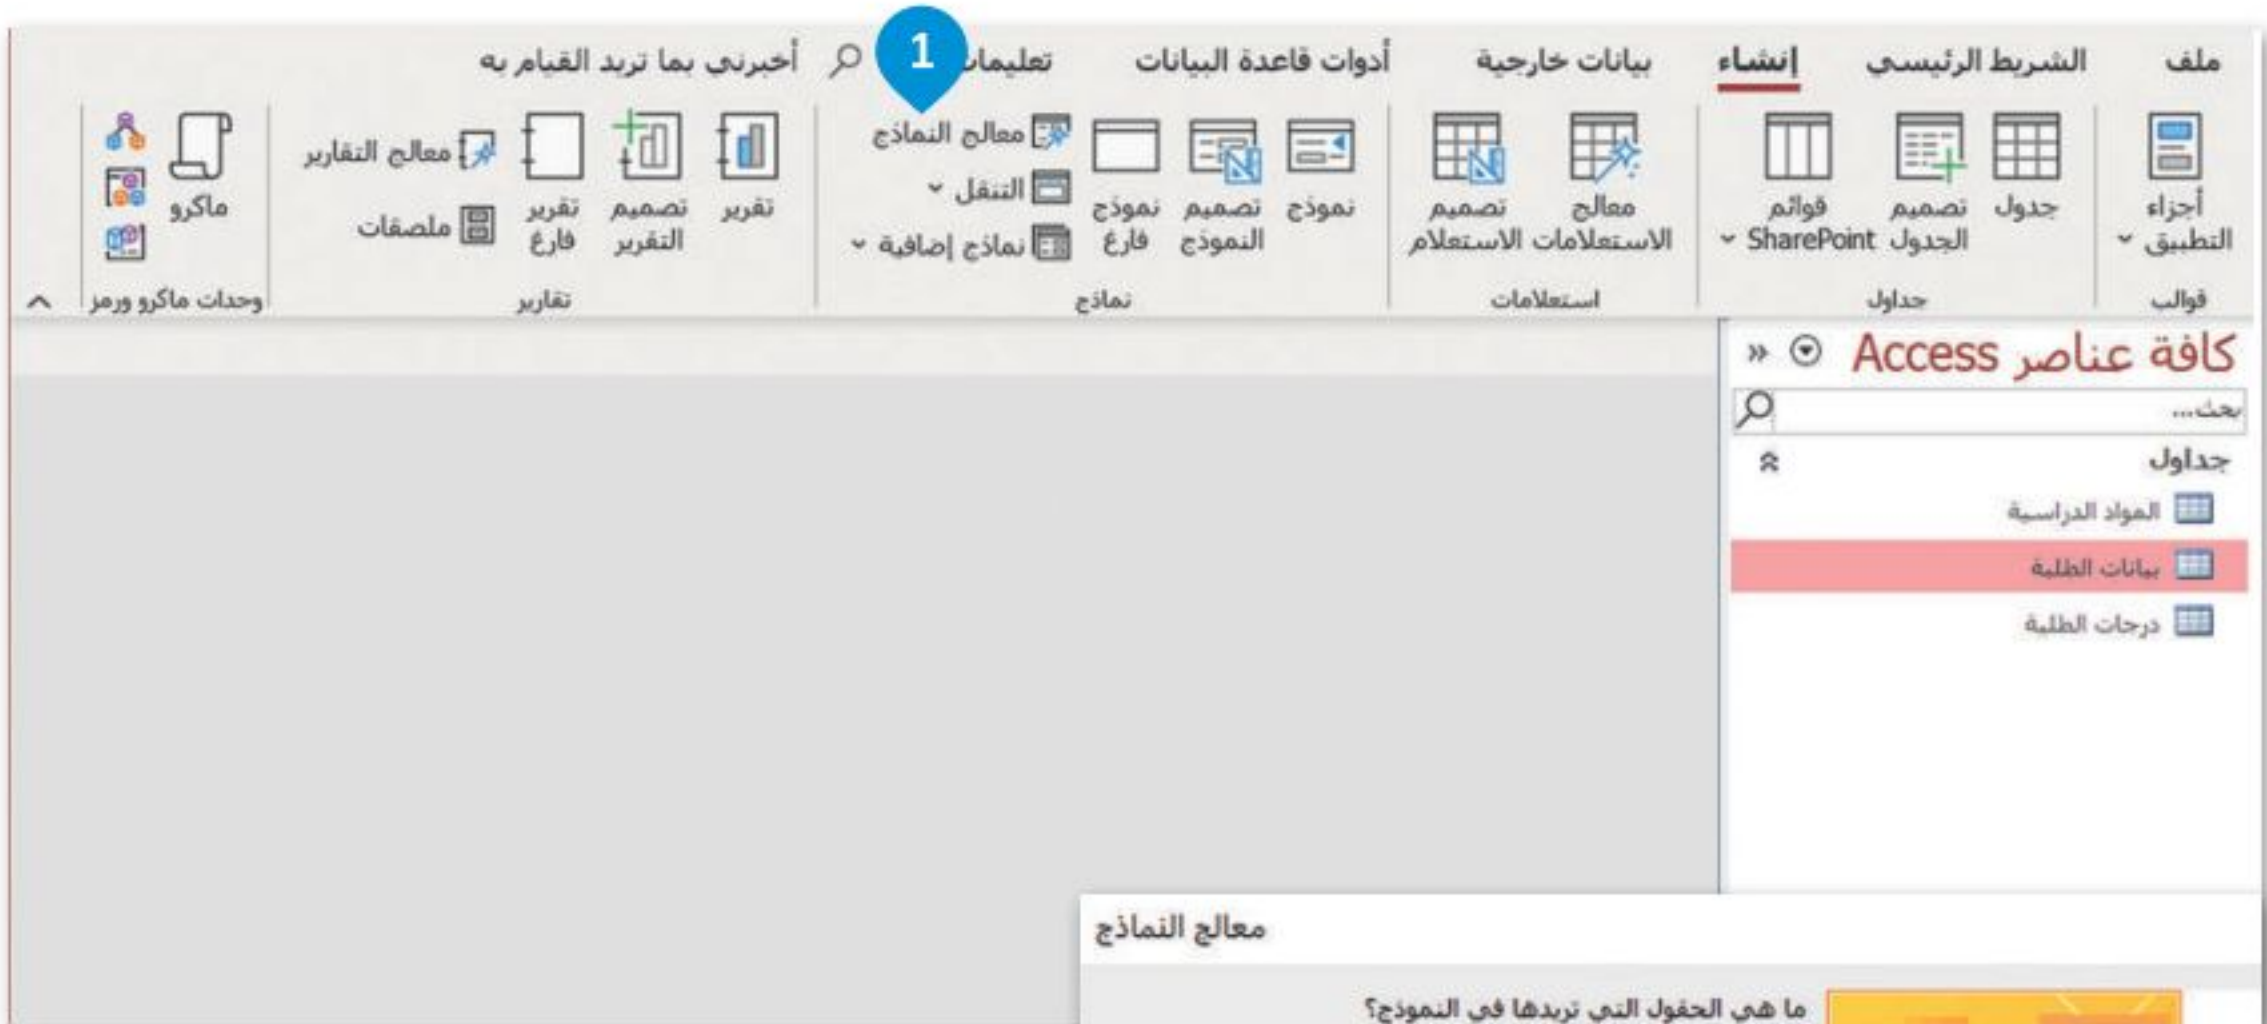 ملف الشريط الرئيسي إنشاء بيانات خارجية أدوات قاعدة البيانات أخبرني بما تريد القيام به
1
أجزاء التطبيق
جدول
تصميم الجدول
قوائم SharePoint
معالج الاستعلامات
تصميم الاستعلام
نموذج
تصميم النموذج
نموذج فارغ
معالج النماذج
التنقل
نماذج إضافية
تقرير
تصميم التقرير
تقرير فارغ
معالج التقارير
ملصقات
ماكرو
قوالب جداول استعلامات نماذج تقارير وحدات ماكرو ورمز
كافة عناصر Access
بحث...
جداول
المواد الدراسية
بيانات الطلبة
درجات الطلبة
معالج النماذج
ما هي الحقول التي تريدها في النموذج؟